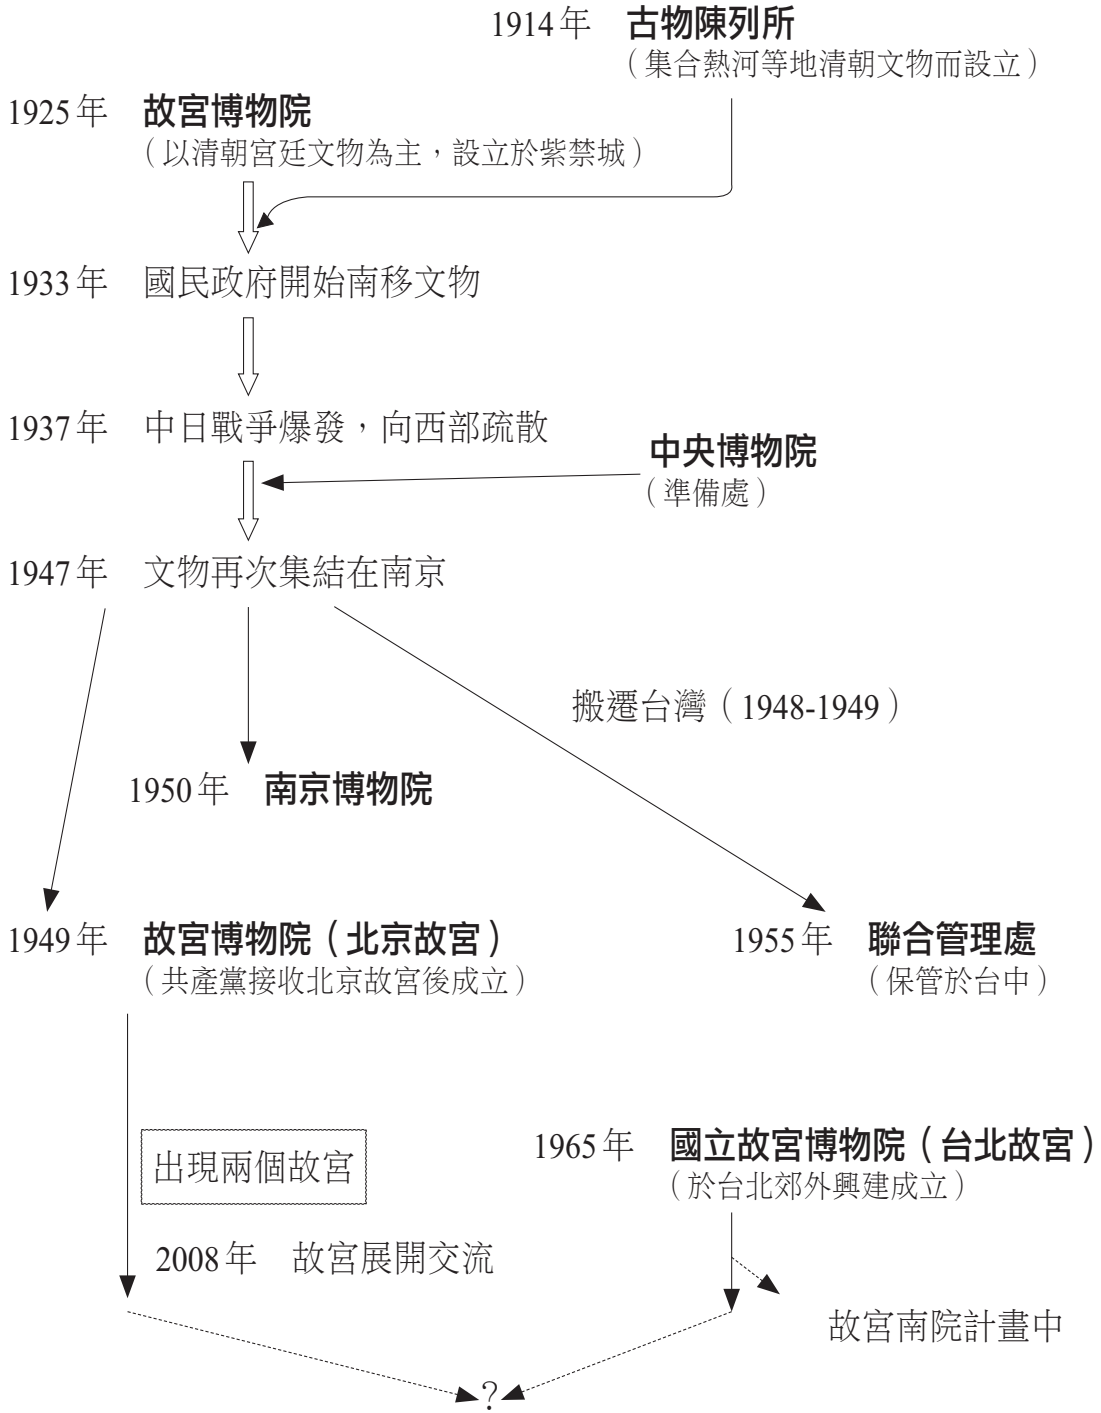 1914年 古物陳列所
（集合熱河等地清朝文物而設立）
1925年 故宮博物院
（以清朝宮廷文物為主，設立於紫禁城）
1933年 國民政府開始南移文物
1937年 中日戰爭爆發，向西部疏散
中央博物院
（準備處）
1947年 文物再次集結在南京
搬遷台灣（1948-1949）
1950年 南京博物院
1949年 故宮博物院（北京故宮）
（共產黨接收北京故宮後成立）
1955年 聯合管理處
（保管於台中）
出現兩個故宮
1965年 國立故宮博物院（台北故宮）
（於台北郊外興建成立）
2008年 故宮展開交流
故宮南院計畫中
?